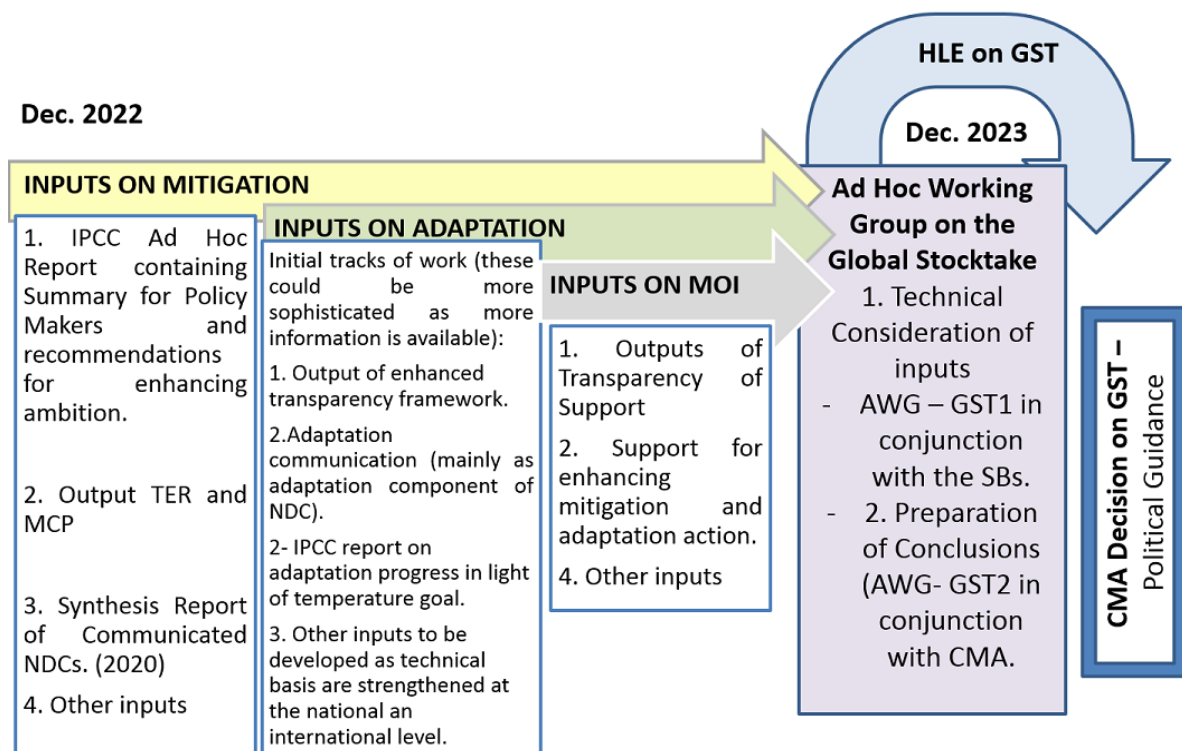 Dec. 2022
INPUTS ON MITIGATION
1. IPCC Ad Hoc
Report containing
Summary for Policy
Makers and
recommendations
for enhancing
ambition.
2. Output TER and
MCP
3. Synthesis Report
of Communicated
NDCs. (2020)
4. Other inputs
INPUTS ON ADAPTATION
Initial tracks of work (these
could be more
sophisticated as more
information is available):
1. Output of enhanced
transparency framework.
2.Adaptation
communication (mainly as
adaptation component of
NDC).
2- IPCC report on
adaptation progress in light
of temperature goal.
3. Other inputs to be
developed as technical
basis are strengthened at
the national an
international level.
INPUTS ON MOI
1. Outputs of
Transparency of
Support
2. Support for
enhancing
mitigation and
adaptation action.
4. Other inputs
HLE on GST
Dec. 2023
Ad Hoc Working
Group on the
Global Stocktake
1. Technical
Consideration of
inputs
- AWG – GST1 in
conjunction
with the SBs.
- 2. Preparation
of Conclusions
(AWG- GST2 in
conjunction
with CMA.
CMA Decision on GST –
Political Guidance